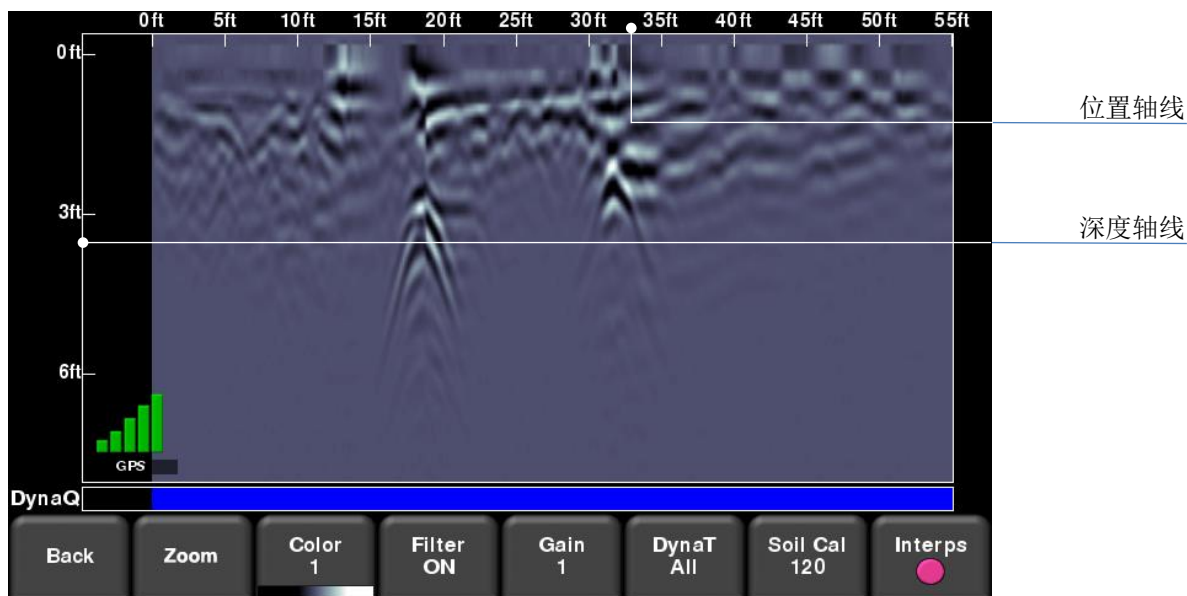 0ft 5ft 10ft 15ft 20ft 25ft 30ft 35ft 40ft 45ft 50ft 55ft
0ft
位置轴线
3ft
深度轴线
6ft
GPS
DynaQ
Back
Zoom
Color
1
Filter
ON
Gain
1
DynaT
All
Soil Cal
120
Interps